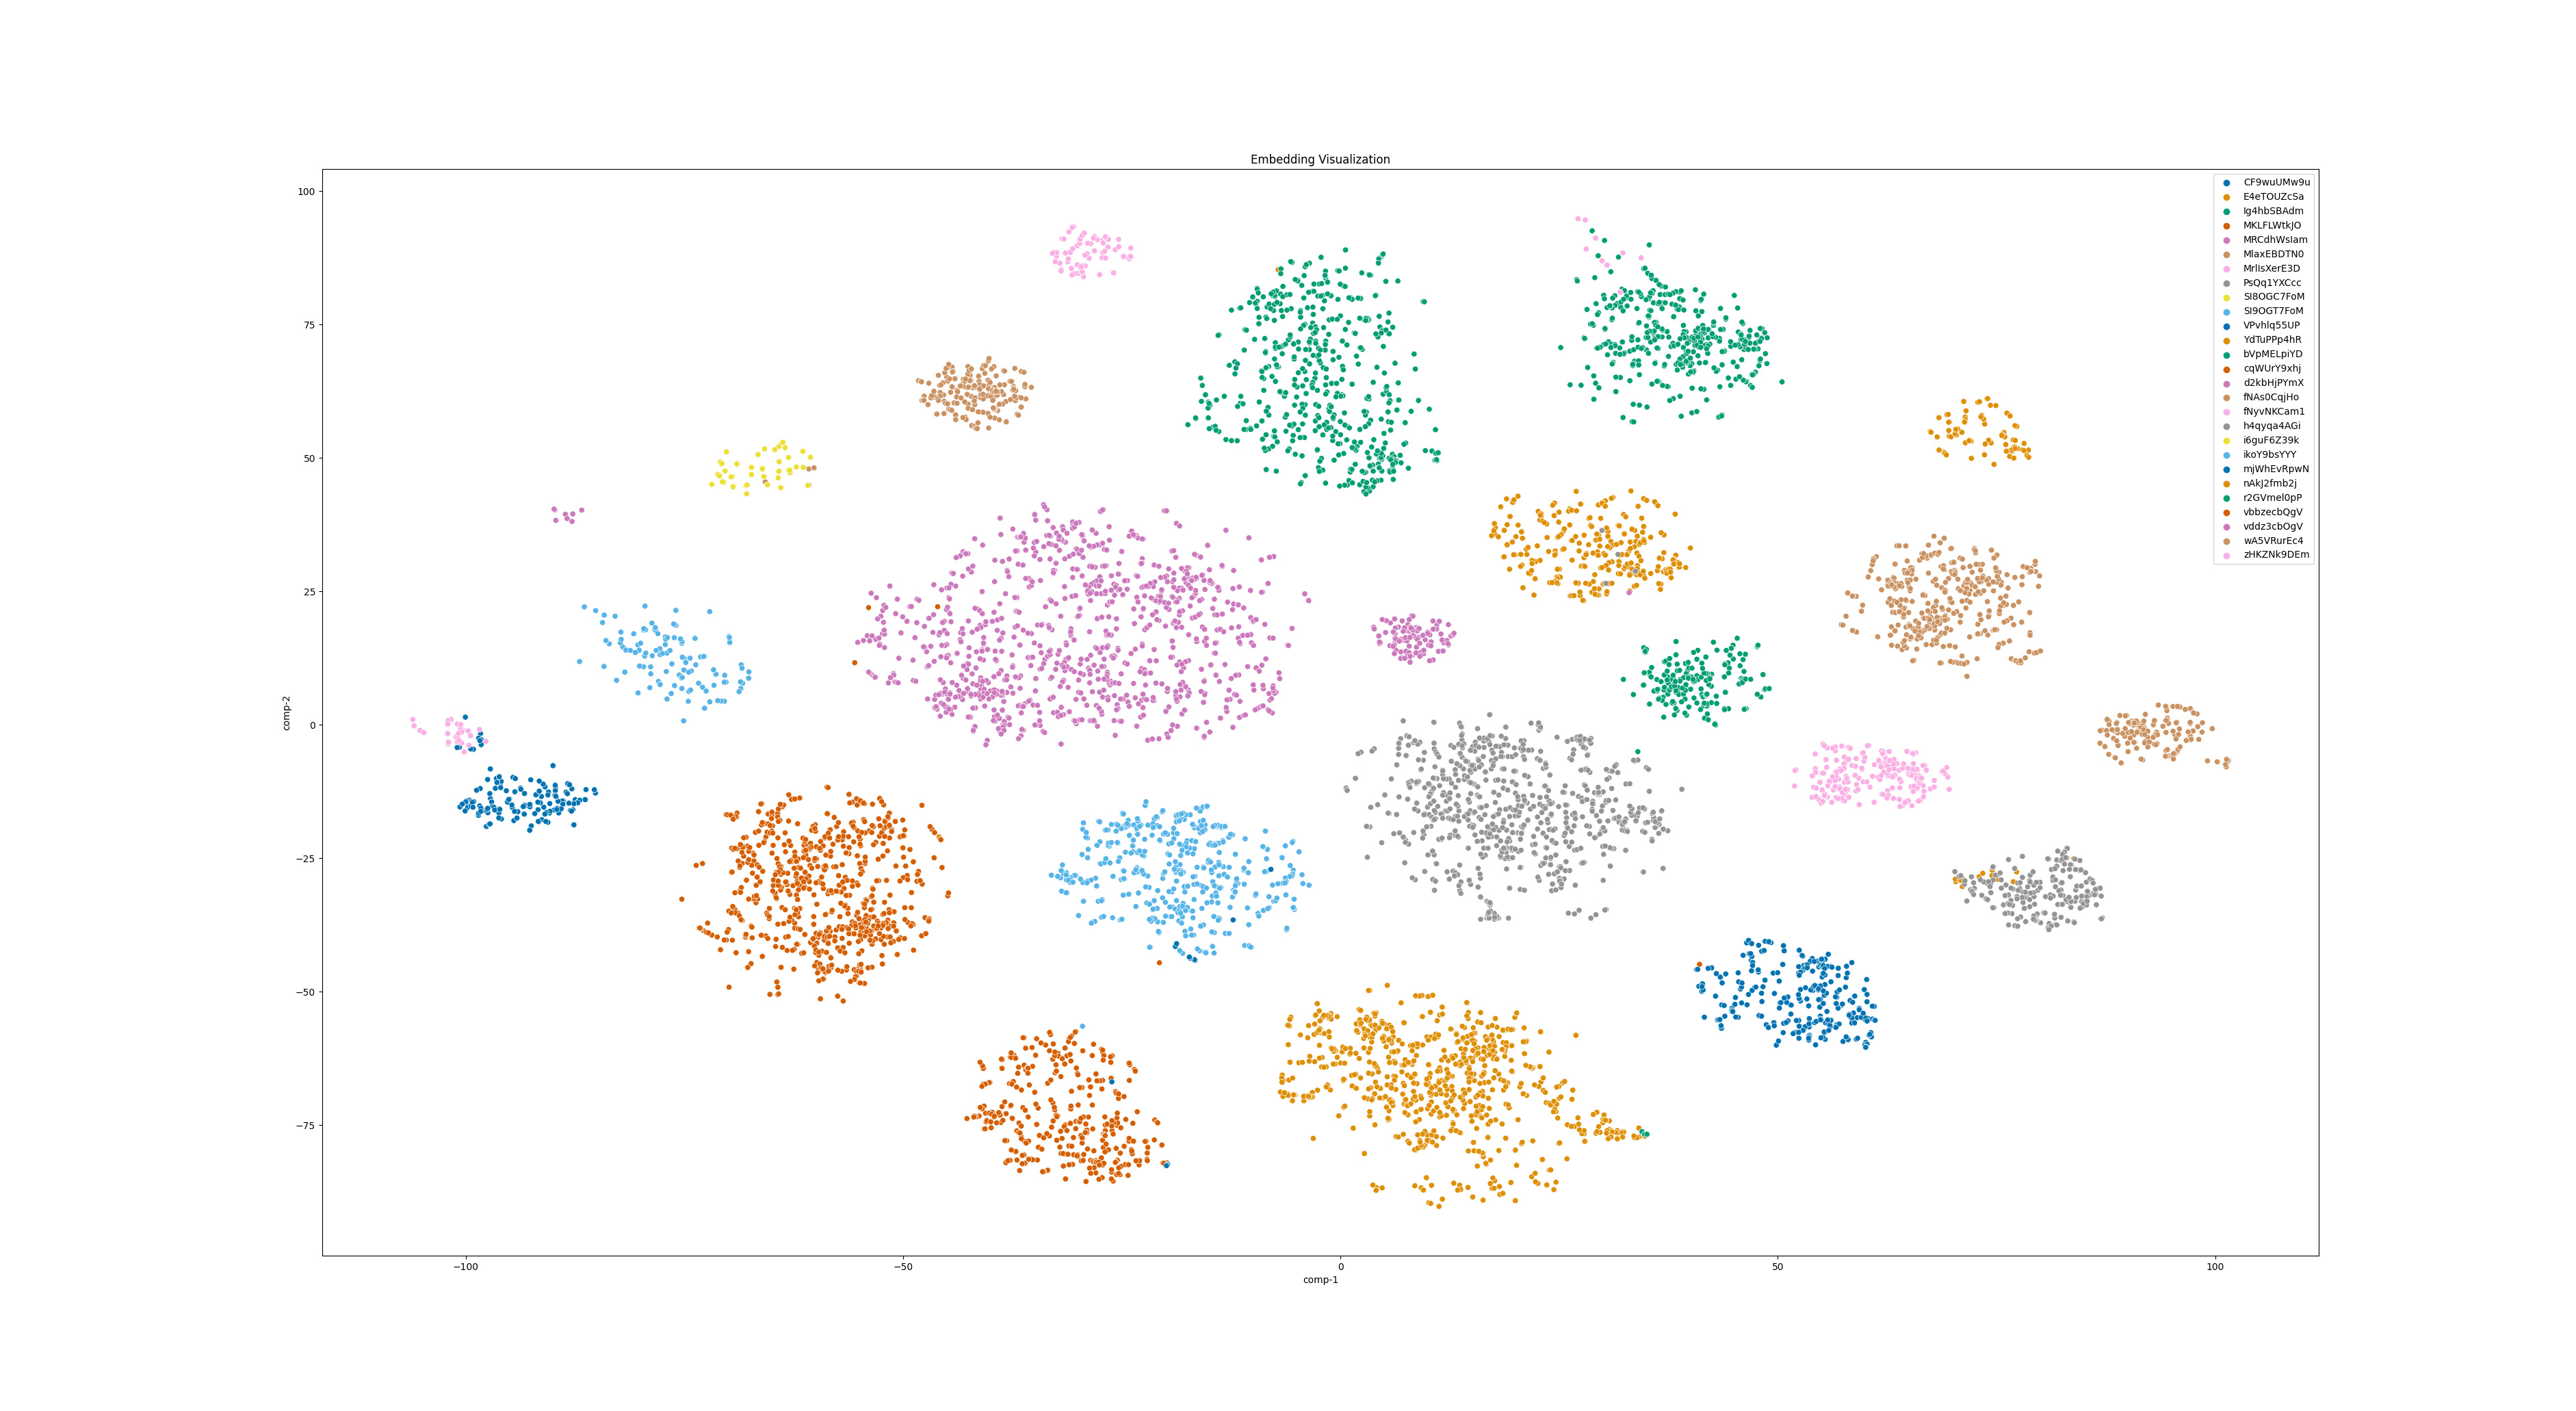 Embedding Visualization
100
75
50
25
0
−25
−50
−75
comp-2
−100
−50
0
50
100
comp-1
CF9wuUMw9u
E4eTOUZcSa
Ig4hbSBAdm
MKLFLWtkJO
MRCdhWsIam
MlaxEBDTN0
MrlIsXerE3D
PsQq1YXCcc
SI8OGC7FoM
SI9OGT7FoM
VPvhlq55UP
YdTuPPp4hR
bVpMELpiYD
cqWUrY9xhj
d2kbHjPYmX
fNAs0CqjHo
fNyvNKCam1
h4qyqa4AGi
i6guF6Z39k
ikoY9bsYYY
mjWhEvRpwN
nAkJ2fmb2j
r2GVmel0pP
vbbzecbQgV
vddz3cbOgV
wA5VRurEc4
zHKZNk9DEm